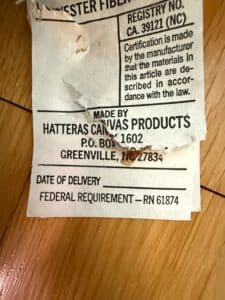 ESTER FIBER
REGISTRY NO.
CA. 39121 (NC)
Certification is made
by the manufacturer
that the materials in
this article are de-
scribed in accor-
dance with the law.
MADE BY
HATTERAS CANVAS PRODUCTS
P.O. BOX 1602
GREENVILLE, NC 27834
DATE OF DELIVERY
FEDERAL REQUIREMENT – RN 61874